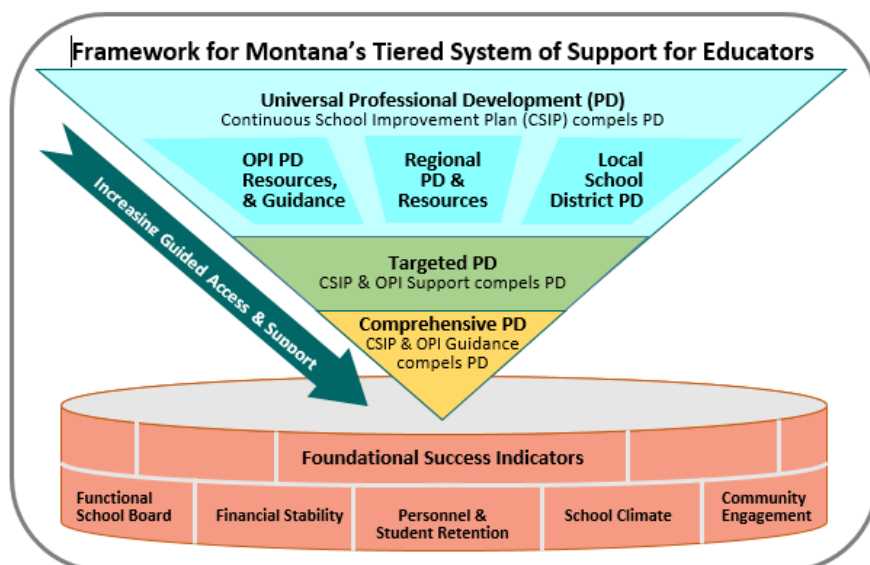 Framework for Montana's Tiered System of Support for Educators
Universal Professional Development (PD)
Continuous School Improvement Plan (CSIP) compels PD
OPI PD
Resources,
& Guidance
Regional
PD &
Resources
Local
School
District PD
Increasing Guided Access & Support
Targeted PD
CSIP & OPI Support compels PD
Comprehensive PD
CSIP & OPI Guidance
compels PD
Foundational Success Indicators
Functional
School Board
Financial Stability
Personnel &
Student Retention
School Climate
Community
Engagement